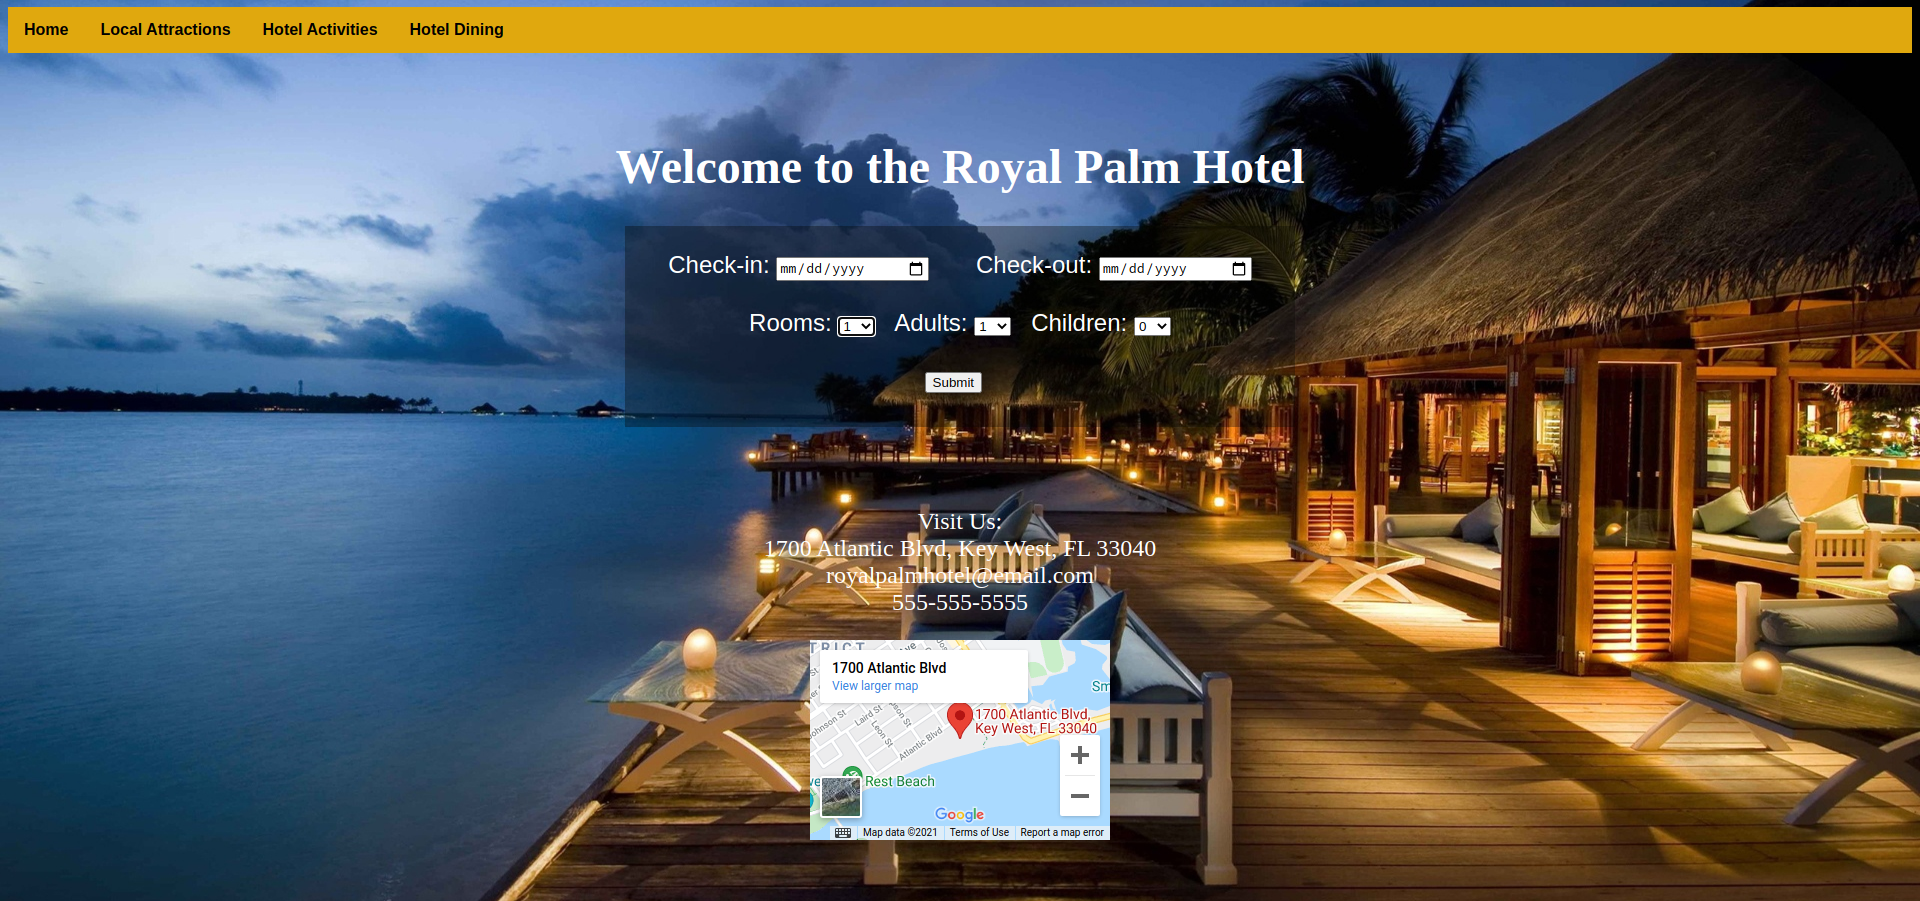 Home Local Attractions Hotel Activities Hotel Dining
Welcome to the Royal Palm Hotel
Check-in: mm/dd/yyyy Check-out: mm/dd/yyyy
Rooms: 1 Adults: 1 Children: 0
Submit
Visit Us:
1700 Atlantic Blvd, Key West, FL 33040
royalpalmhotel@email.com
555-555-5555
TRICT
1700 Atlantic Blvd
View larger map
Sm
Johnson St
Laird St
Leon St
Atlantic Blvd
1700 Atlantic Blvd,
Key West, FL 33040
Rest Beach
Google
Map data ©2021 Terms of Use Report a map error